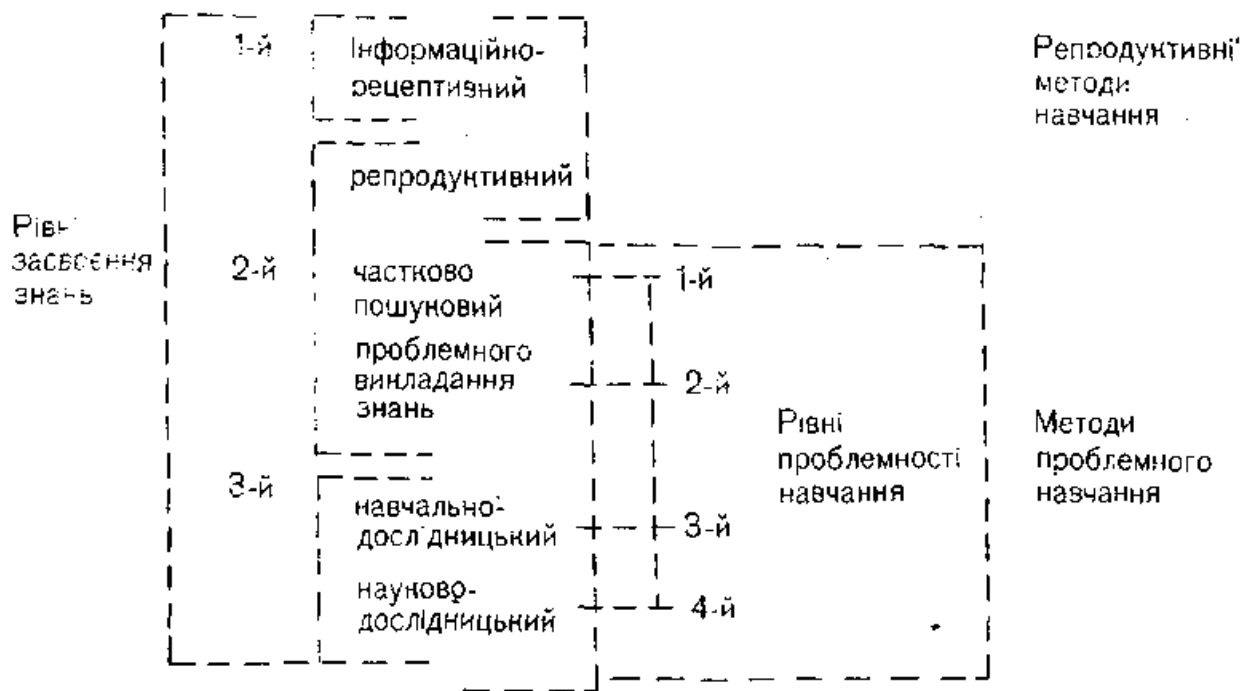 1-й
Інформаційно-
рецептивний
Репродуктивні
методи
навчання
репродуктивний
Рівні
засвоєння
знань
2-й
частково
пошуковий
1-й
проблемного
викладання
знань
2-й
Рівні
проблемності
навчання
Методи
проблемного
навчання
3-й
навчально-
дослідницький
3-й
науково-
дослідницький
4-й